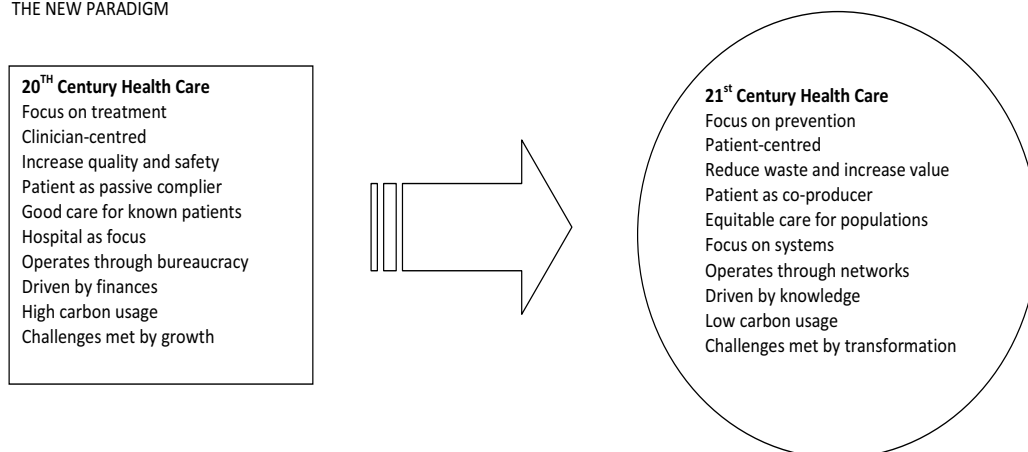 THE NEW PARADIGM
20TH Century Health Care
Focus on treatment
Clinician-centred
Increase quality and safety
Patient as passive complier
Good care for known patients
Hospital as focus
Operates through bureaucracy
Driven by finances
High carbon usage
Challenges met by growth
21st Century Health Care
Focus on prevention
Patient-centred
Reduce waste and increase value
Patient as co-producer
Equitable care for populations
Focus on systems
Operates through networks
Driven by knowledge
Low carbon usage
Challenges met by transformation